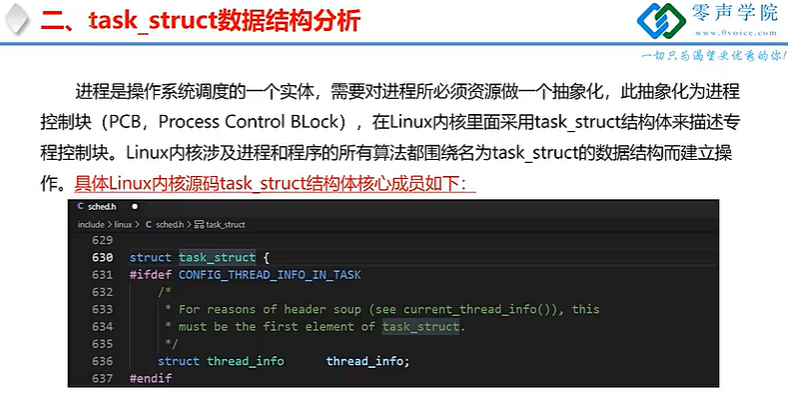 二、task_struct数据结构分析
零声学院
www.0voice.com
一切只为渴望更优秀的你!
进程是操作系统调度的一个实体，需要对进程所必须资源做一个抽象化，此抽象化为进程
控制块（PCB，Process Control BLock），在Linux内核里面采用task_struct结构体来描述专
程控制块。Linux内核涉及进程和程序的所有算法都围绕名为task_struct的数据结构而建立操
作。具体Linux内核源码task_struct结构体核心成员如下：
C sched.h ●
include > linux > C sched.h > task_struct
629
630 struct task_struct {
631 #ifdef CONFIG_THREAD_INFO_IN_TASK
632 /*
633 * For reasons of header soup (see current_thread_info()), this
634 * must be the first element of task_struct.
635 */
636 struct thread_info thread_info;
637 #endif